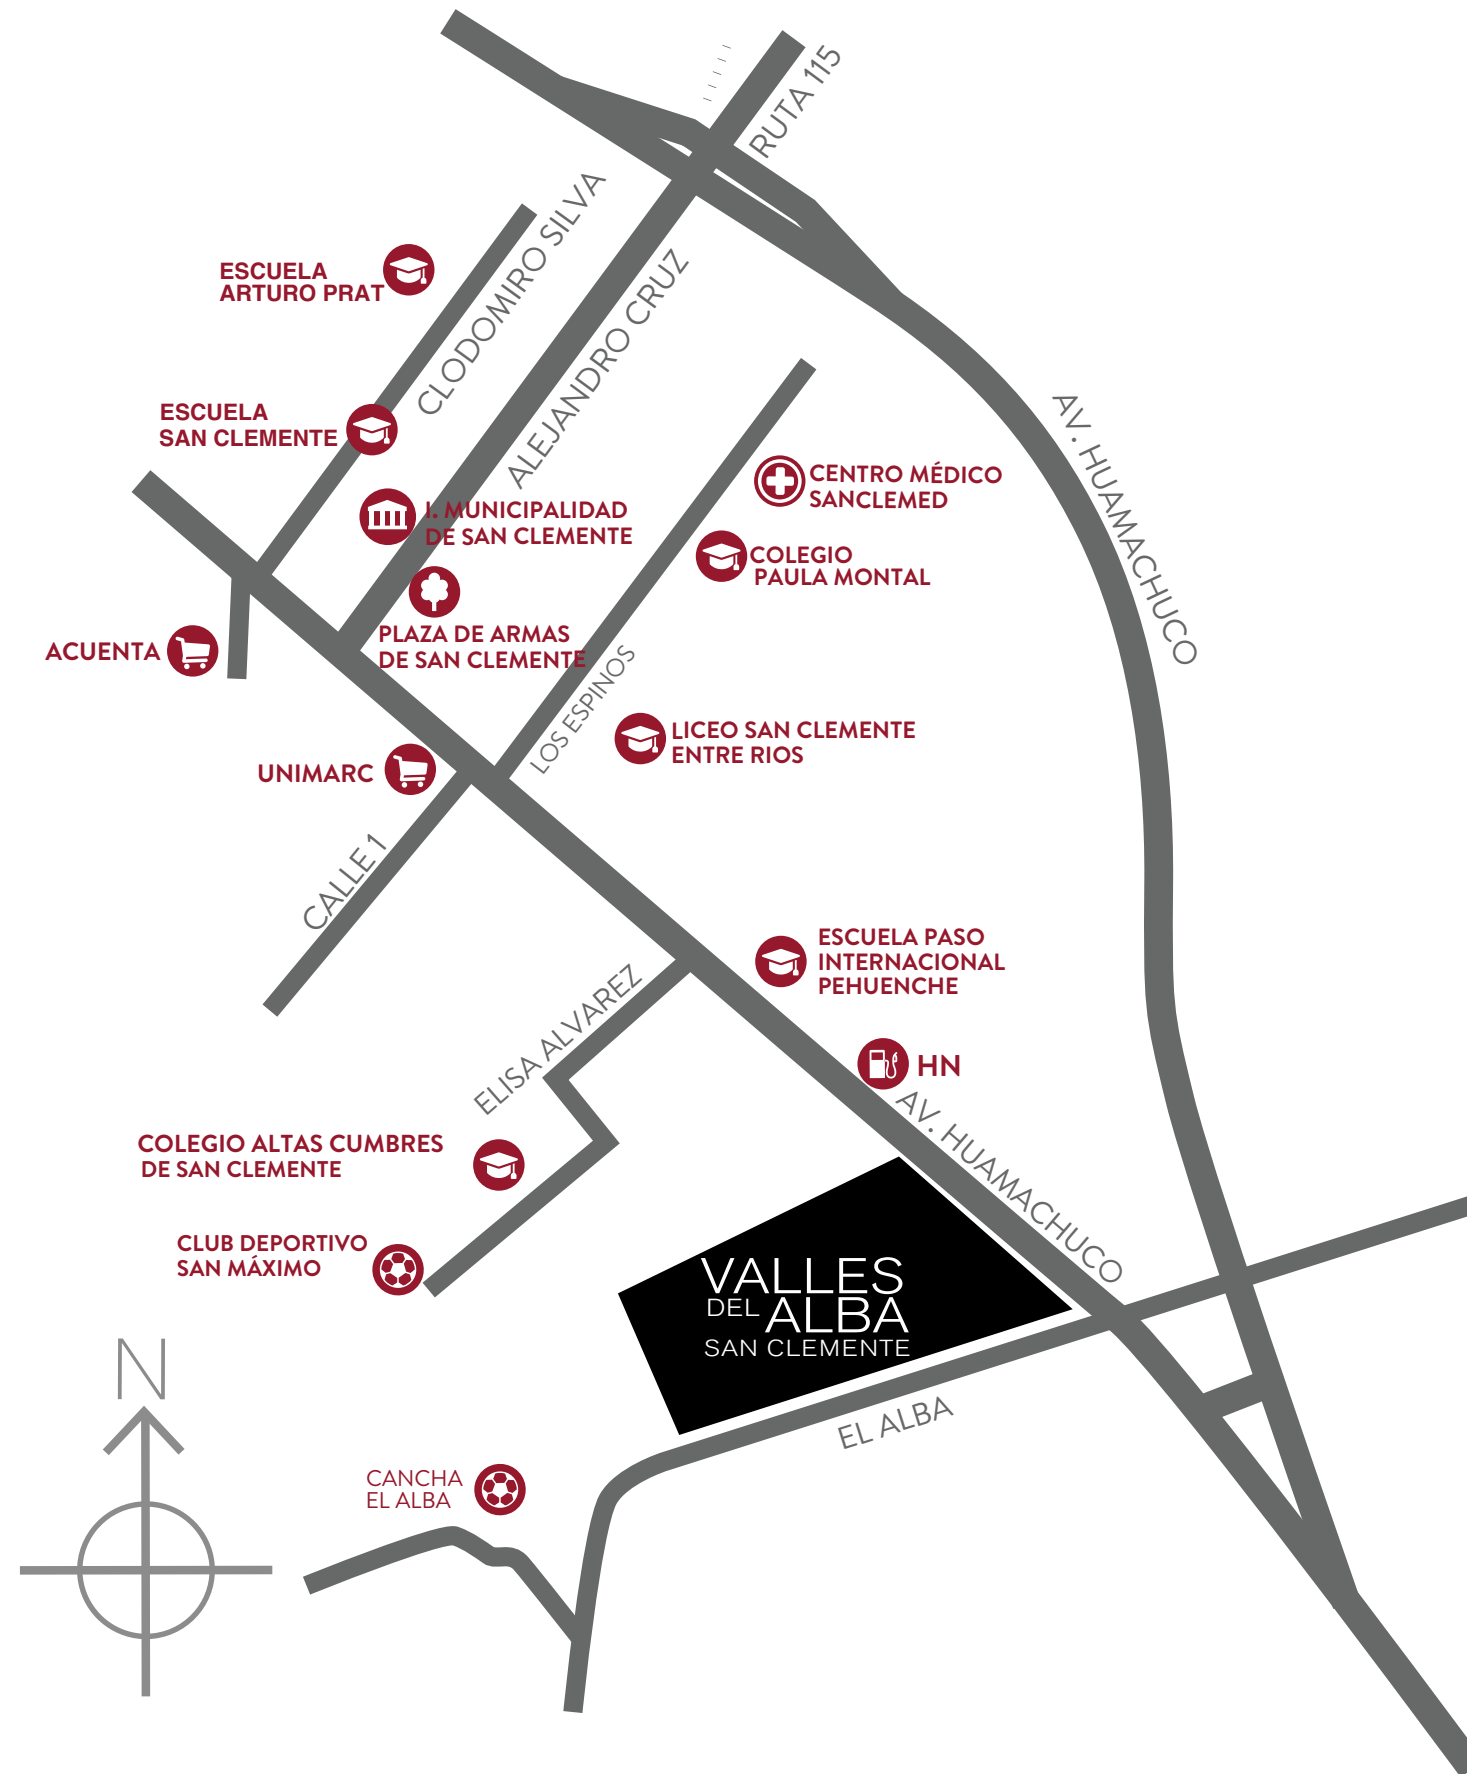 RUTA 115
CLODOMIRO SILVA
ESCUELA
ARTURO PRAT
ALEJANDRO CRUZ
ESCUELA
SAN CLEMENTE
AV. HUAMACHUCO
CENTRO MÉDICO
SANCLEMED
I. MUNICIPALIDAD
DE SAN CLEMENTE
COLEGIO
PAULA MONTAL
PLAZA DE ARMAS
DE SAN CLEMENTE
ACUENTA
LOS ESPINOS
LICEO SAN CLEMENTE
ENTRE RIOS
UNIMARC
CALLE 1
ESCUELA PASO
INTERNACIONAL
PEHUENCHE
ELISA ALVAREZ
HN
AV. HUAMACHUCO
COLEGIO ALTAS CUMBRES
DE SAN CLEMENTE
CLUB DEPORTIVO
SAN MÁXIMO
VALLES
DEL ALBA
SAN CLEMENTE
N
EL ALBA
CANCHA
EL ALBA